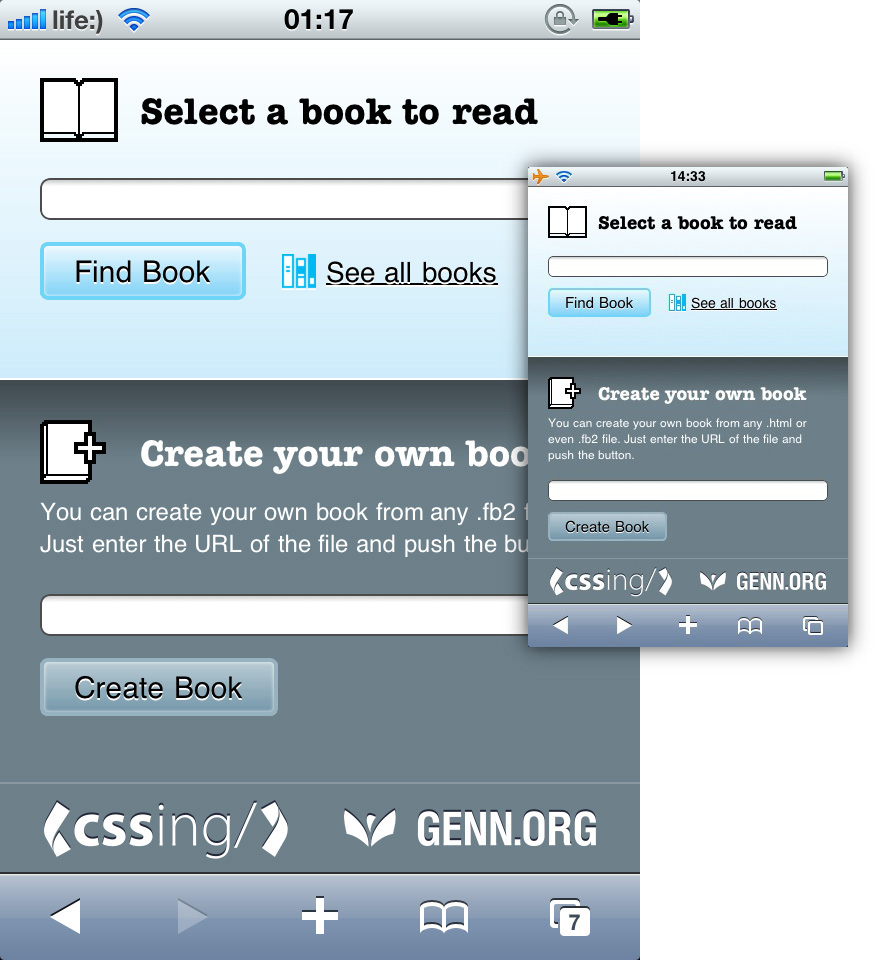 life:) 01:17
Select a book to read
Find Book See all books
Create your own boo
You can create your own book from any .fb2 f
Just enter the URL of the file and push the bu
Create Book
cssing/ GENN.ORG
7
14:33
Select a book to read
Find Book See all books
Create your own book
You can create your own book from any .html or
even .fb2 file. Just enter the URL of the file and
push the button.
Create Book
cssing/ GENN.ORG